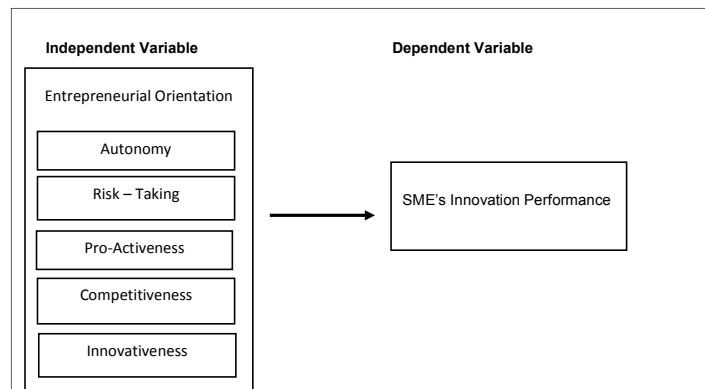 Independent Variable
Dependent Variable
Entrepreneurial Orientation
Autonomy
Risk – Taking
Pro-Activeness
Competitiveness
Innovativeness
SME's Innovation Performance